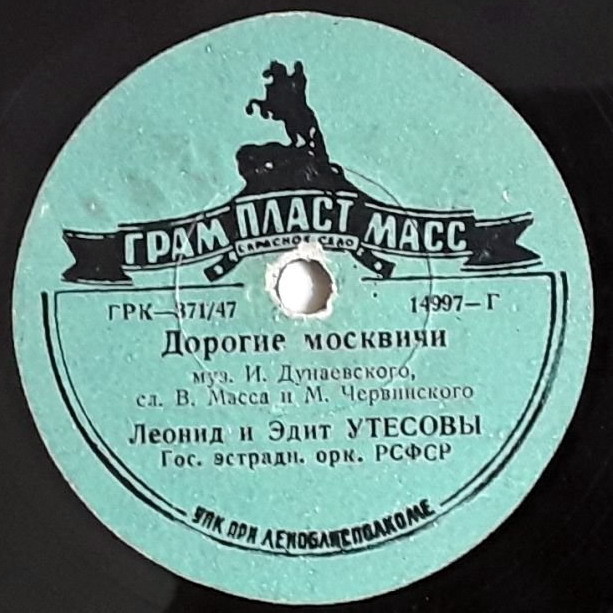 ГРАМ ПЛАСТ МАСС
КРАСНОЕ СЕЛО
ГРК—371/47 14997-Г
Дорогие москвичи
муз. И. Дунаевского,
сл. В. Масса и М. Червинского
Леонид и Эдит УТЕСОВЫ
Гос. эстрадн. орк. РСФСР
УПК ПРИ ЛЕНОБЛИСПОЛКОМЕ